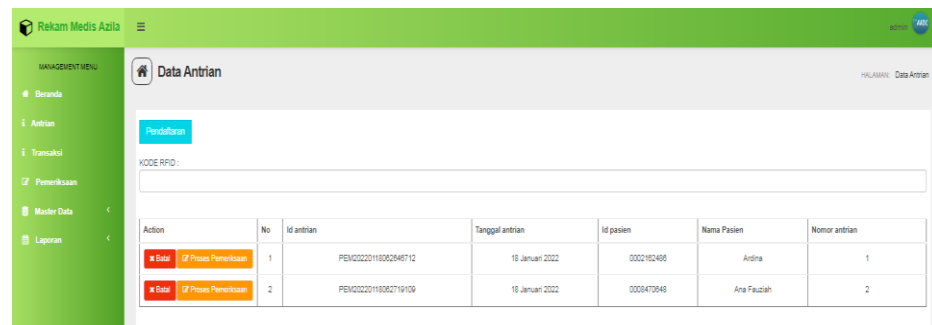 Rekam Medis Azila
admin
MANAGEMENT MENU
Beranda
Antrian
Transaksi
Pemeriksaan
Master Data
Laporan
Data Antrian
HALAMAN: Data Antrian
Pendaftaran
KODE RFID :
Action No Id antrian Tanggal antrian Id pasien Nama Pasien Nomor antrian
Batal Proses Pemeriksaan 1 PEM20220118062646712 18 Januari 2022 0002162486 Ardina 1
Batal Proses Pemeriksaan 2 PEM20220118062719109 18 Januari 2022 0008470648 Ana Fauziah 2